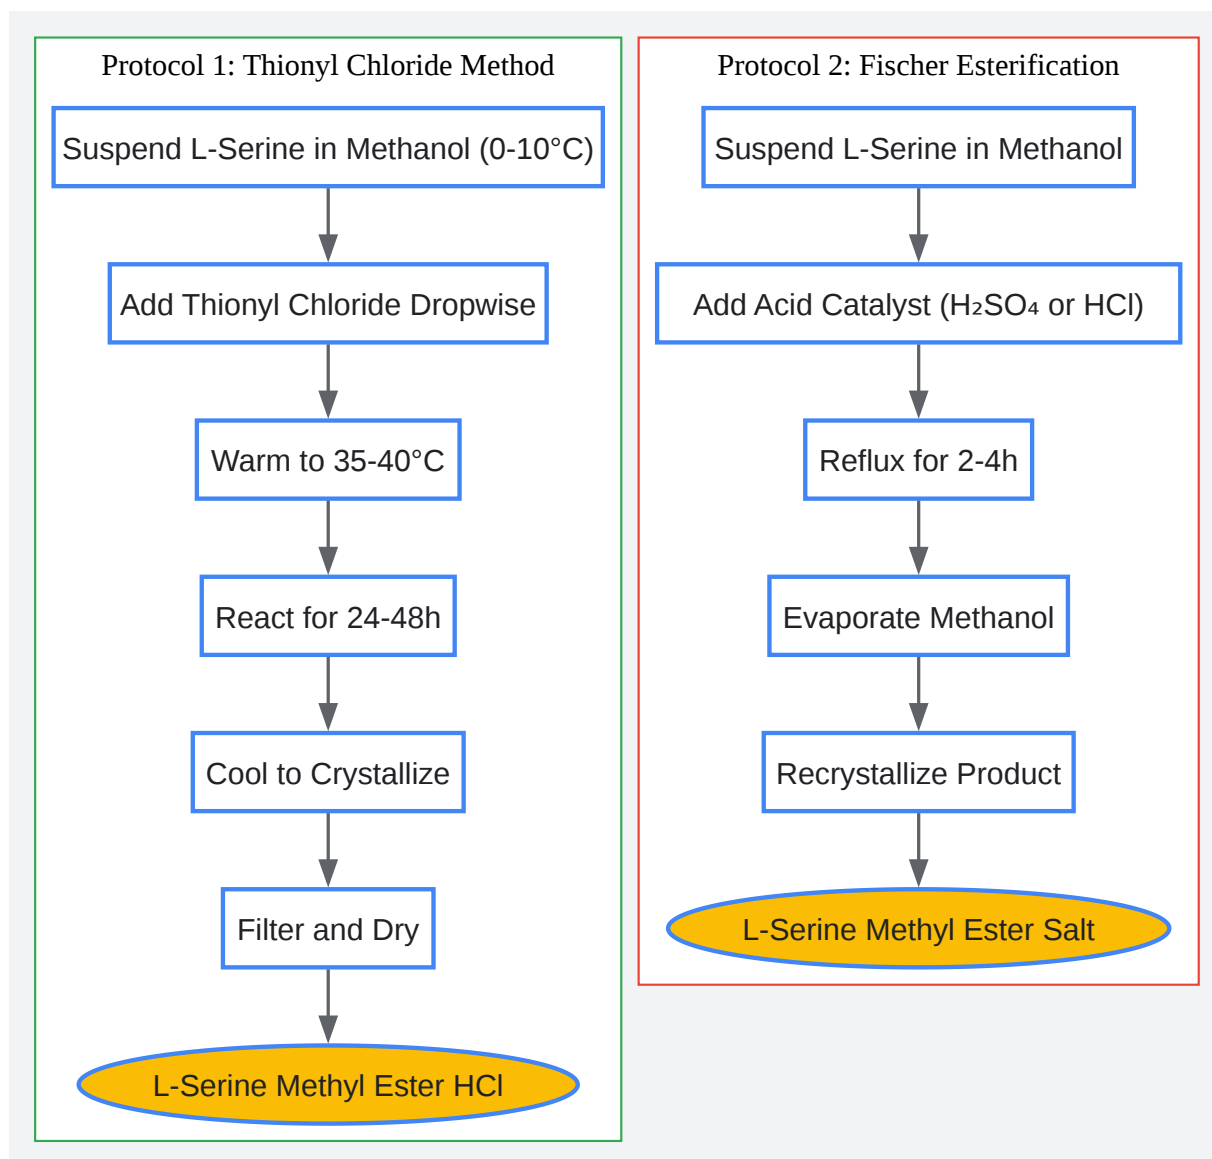 Protocol 1: Thionyl Chloride Method
Suspend L-Serine in Methanol (0-10°C)
Add Thionyl Chloride Dropwise
Warm to 35-40°C
React for 24-48h
Cool to Crystallize
Filter and Dry
L-Serine Methyl Ester HCl
Protocol 2: Fischer Esterification
Suspend L-Serine in Methanol
Add Acid Catalyst (H₂SO₄ or HCl)
Reflux for 2-4h
Evaporate Methanol
Recrystallize Product
L-Serine Methyl Ester Salt